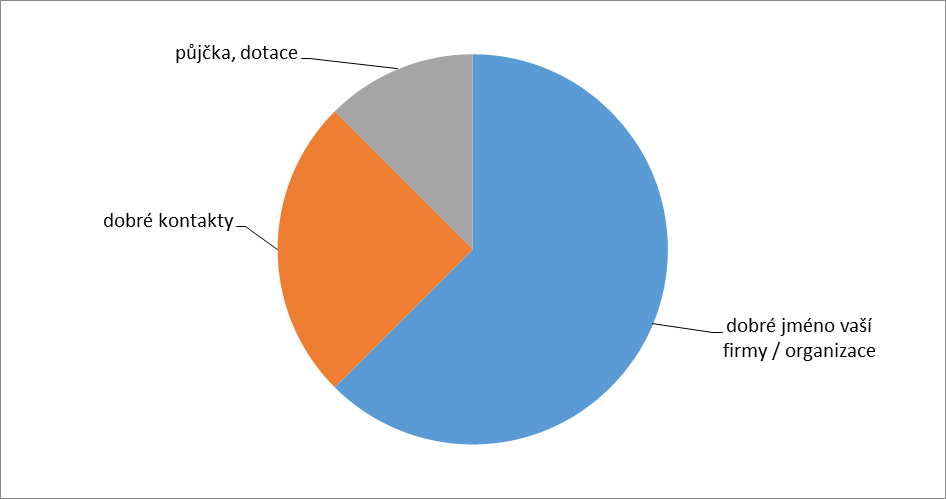 půjčka, dotace
dobré kontakty
dobré jméno vaší
firmy / organizace